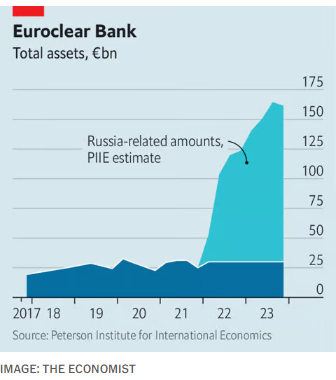 Euroclear Bank
Total assets, €bn
175
150
Russia-related amounts,
PIIE estimate
125
100
75
50
25
0
2017 18 19 20 21 22 23
Source: Peterson Institute for International Economics
IMAGE: THE ECONOMIST